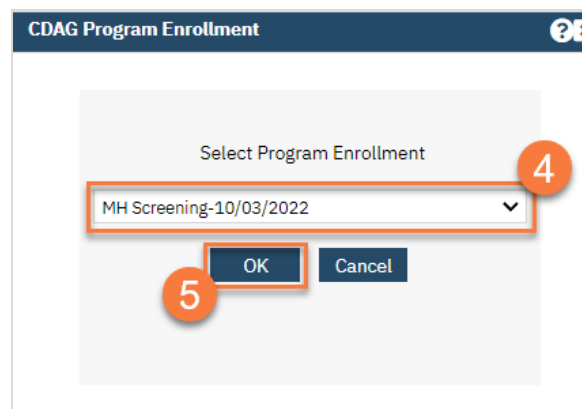 CDAG Program Enrollment ?
Select Program Enrollment
4
MH Screening-10/03/2022
OK Cancel
5